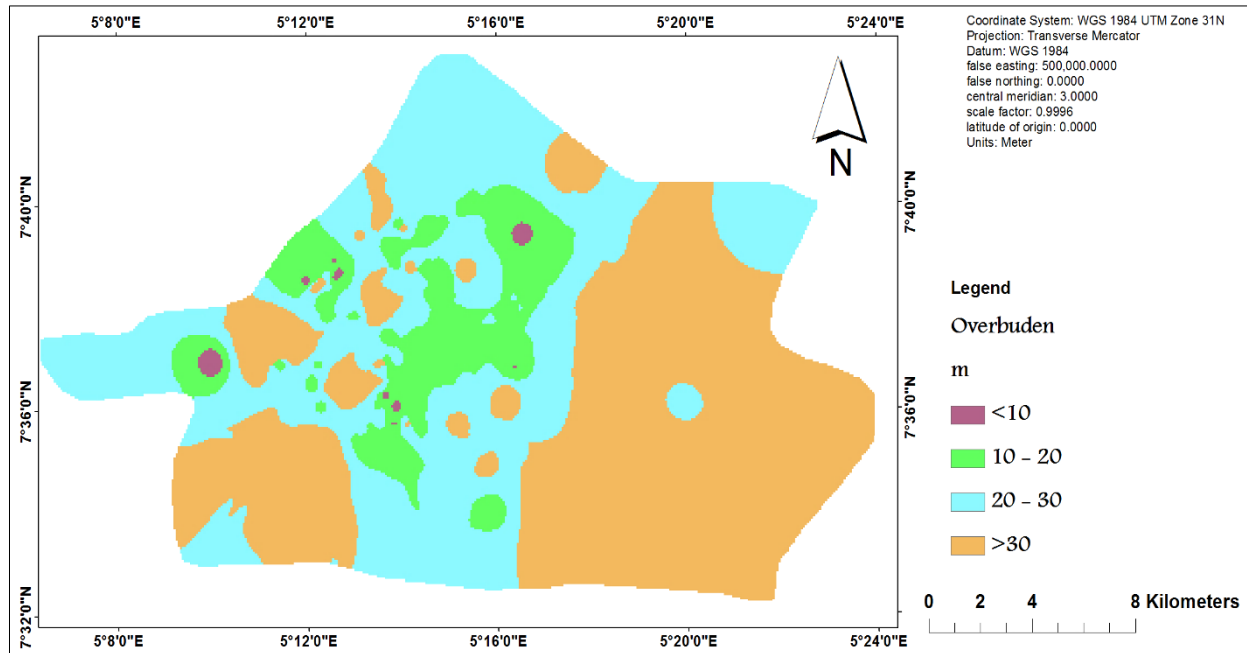 5°8'0"E 5°12'0"E 5°16'0"E 5°20'0"E 5°24'0"E
Coordinate System: WGS 1984 UTM Zone 31N
Projection: Transverse Mercator
Datum: WGS 1984
false easting: 500,000.0000
false northing: 0.0000
central meridian: 3.0000
scale factor: 0.9996
latitude of origin: 0.0000
Units: Meter
N
7°40'0"N
7°40'0"N
7°36'0"N
7°36'0"N
7°32'0"N
Legend
Overbuden
m
<10
10 - 20
20 - 30
>30
0 2 4 8 Kilometers
5°8'0"E 5°12'0"E 5°16'0"E 5°20'0"E 5°24'0"E